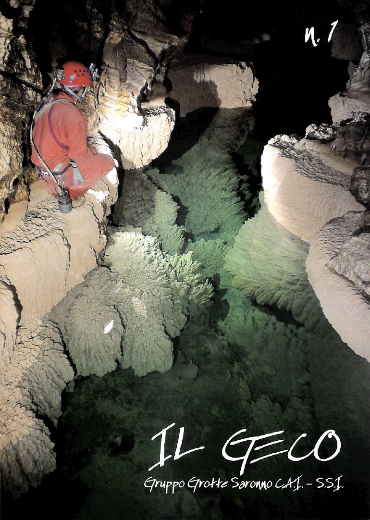 n. 1
IL GECO
Gruppo Grotte Saronno C.A.I. - S.S.I.